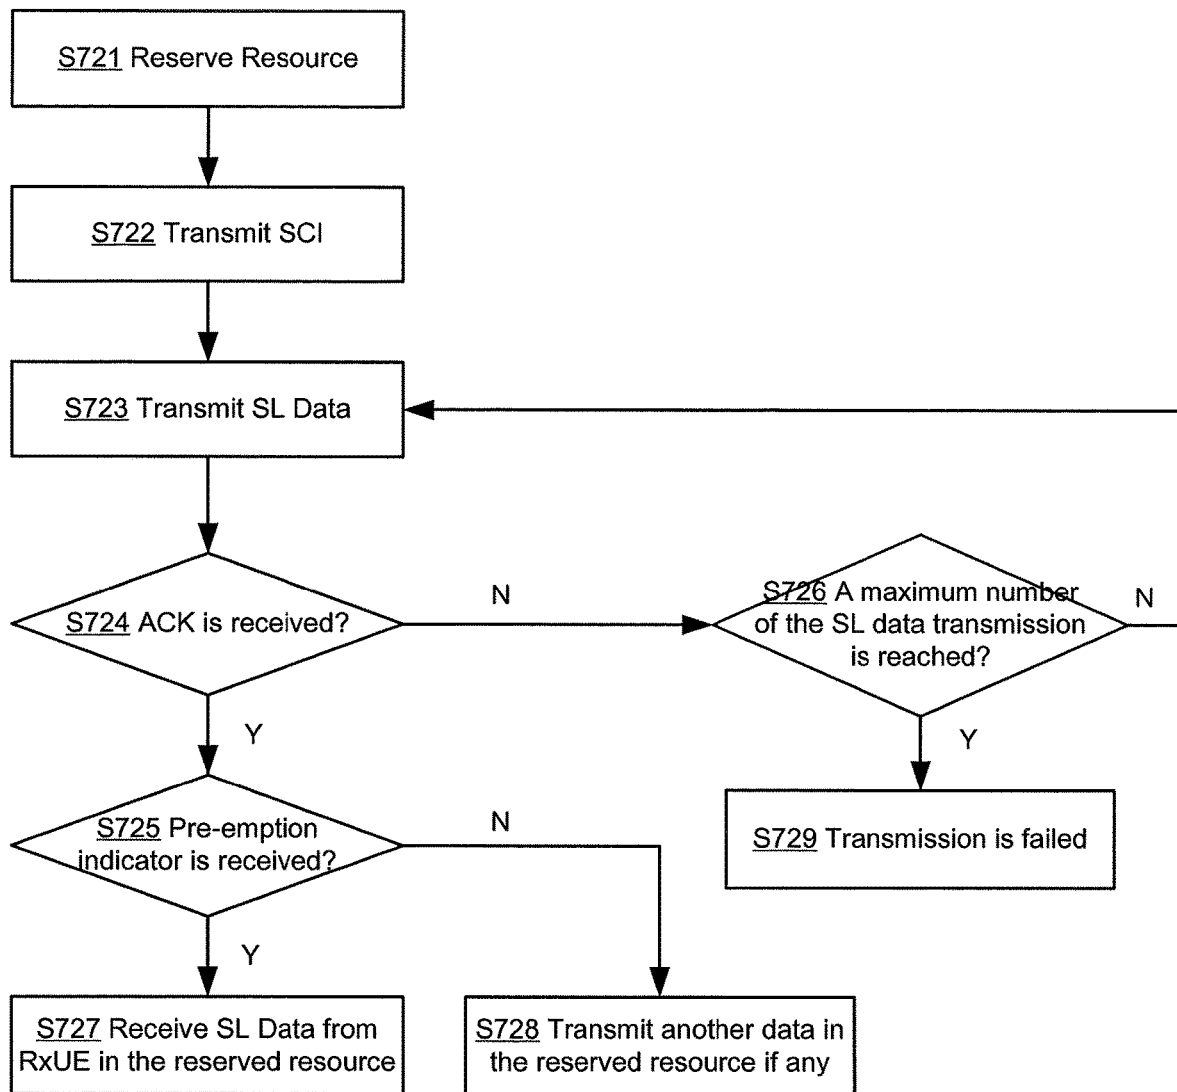 S721 Reserve Resource
S722 Transmit SCI
S723 Transmit SL Data
S724 ACK is received?
N
S726 A maximum number
of the SL data transmission
is reached?
N
Y
Y
S725 Pre-emption
indicator is received?
N
S729 Transmission is failed
Y
S727 Receive SL Data from
RxUE in the reserved resource
S728 Transmit another data in
the reserved resource if any